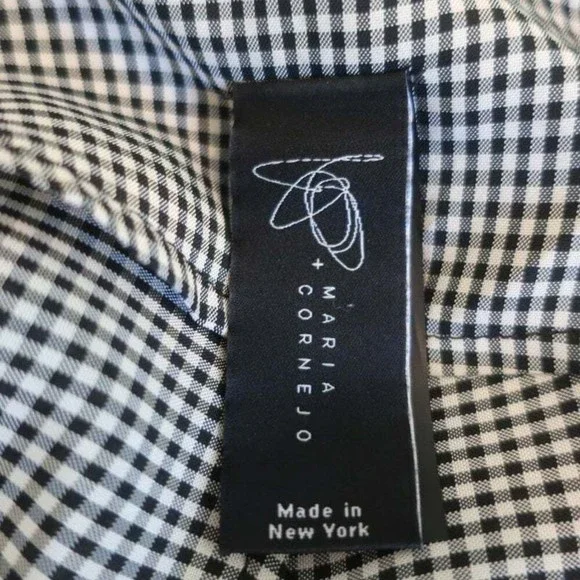 + MARIA
CORNEJO
Made in
New York